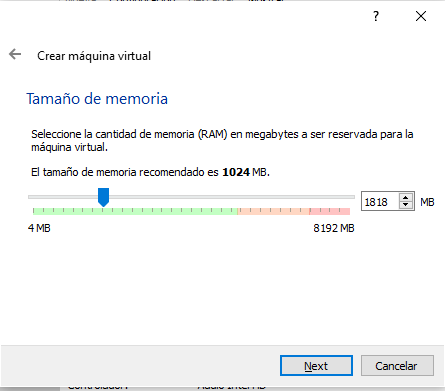 ?
Crear máquina virtual
Tamaño de memoria
Seleccione la cantidad de memoria (RAM) en megabytes a ser reservada para la
máquina virtual.
El tamaño de memoria recomendado es 1024 MB.
1818 MB
4 MB 8192 MB
Next Cancelar